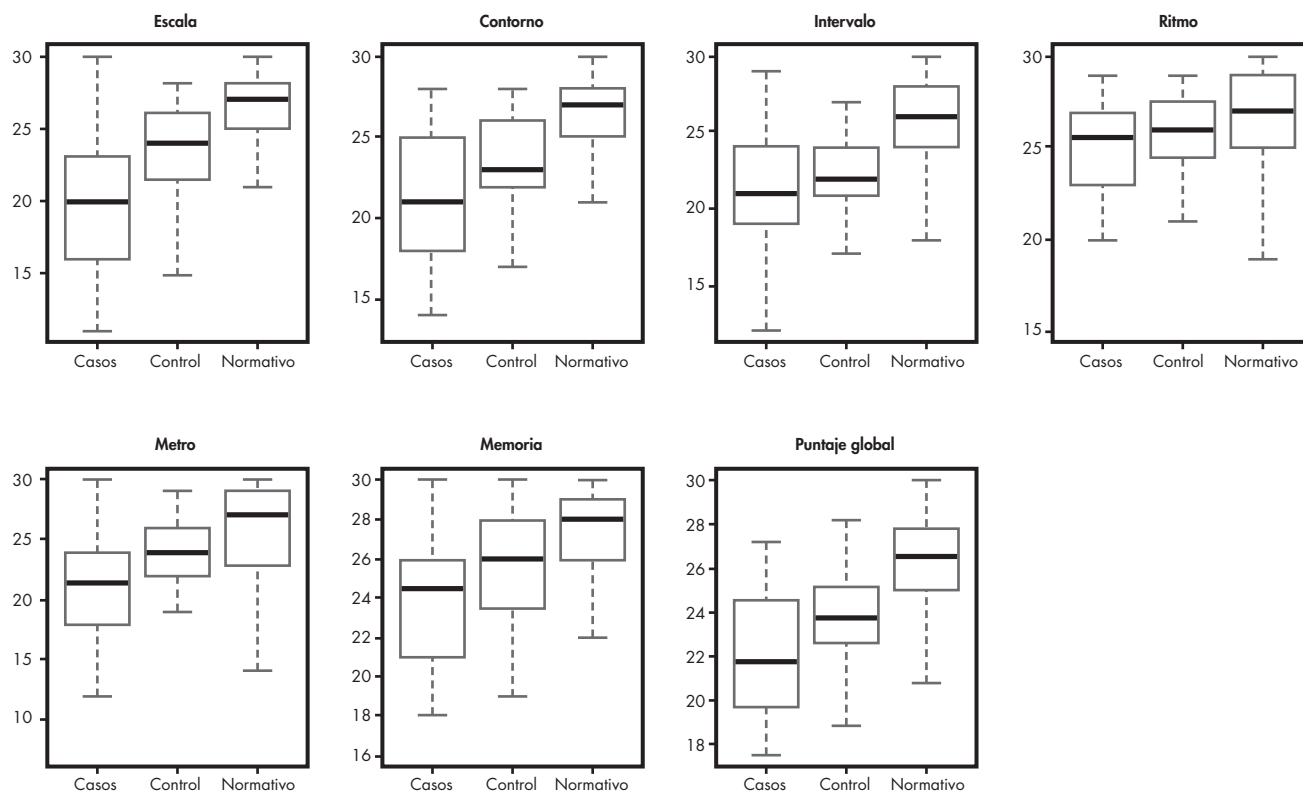 Escala
30
25
20
15
Casos Control Normativo
Contorno
30
25
20
15
Casos Control Normativo
Intervalo
30
25
20
15
Casos Control Normativo
Ritmo
30
25
20
15
Casos Control Normativo
Metro
30
25
20
15
10
Casos Control Normativo
Memoria
30
28
26
24
22
20
18
16
Casos Control Normativo
Puntaje global
30
28
26
24
22
20
18
Casos Control Normativo